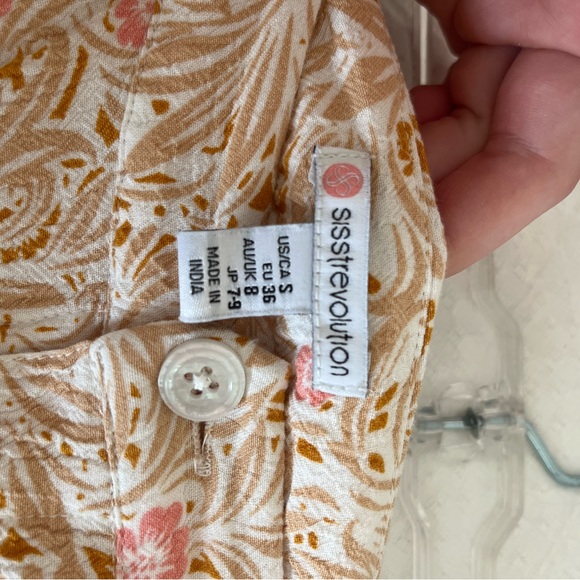 sisstrevolution
US/CA S
EU 36
AU/UK 8
JP 7-9
MADE IN
INDIA